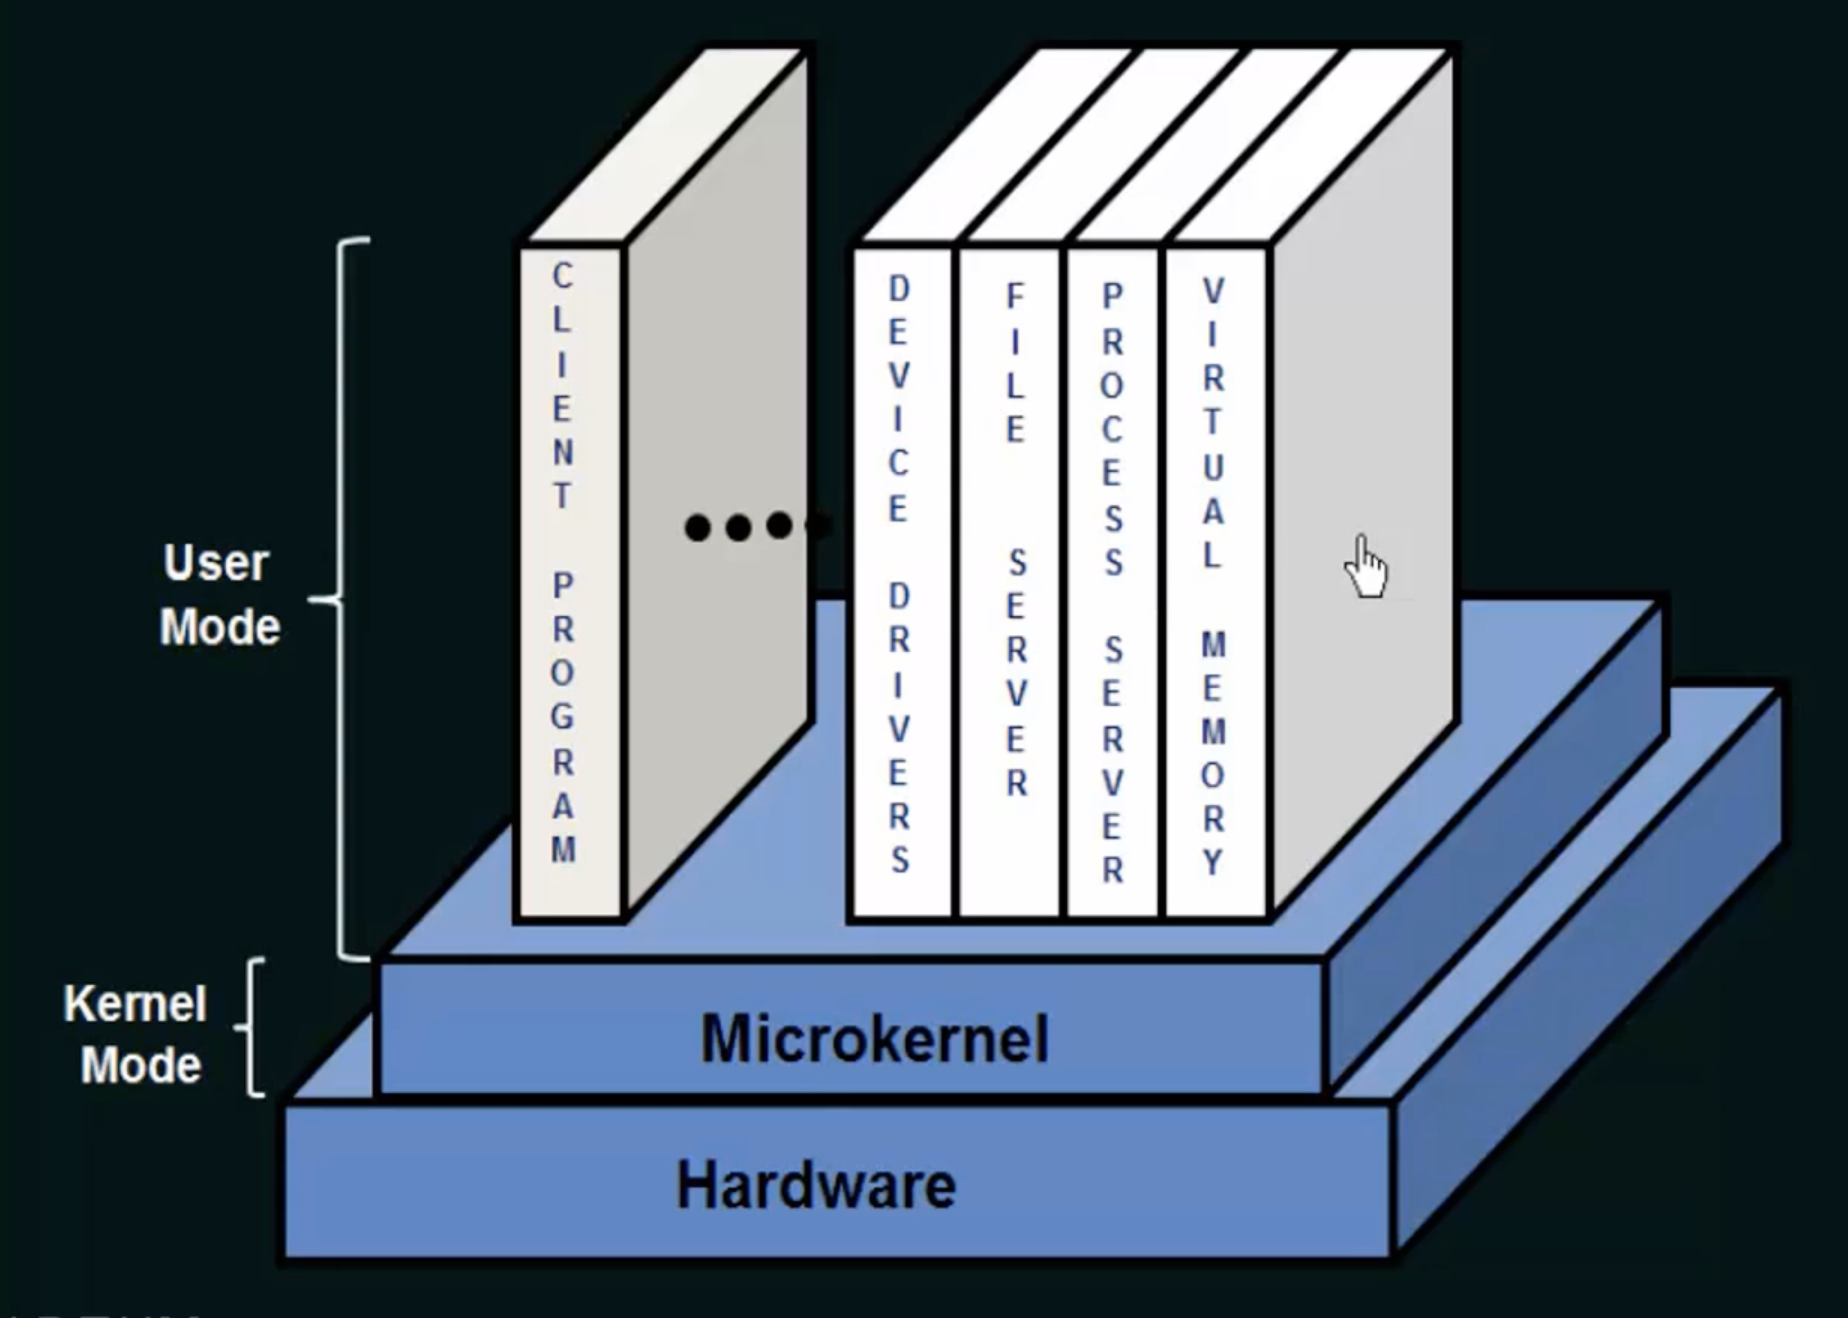 CLIENT PROGRAM
DEVICE DRIVERS
FILE SERVER
PROCESS SERVER
VIRTUAL MEMORY
User
Mode
Kernel
Mode
Microkernel
Hardware